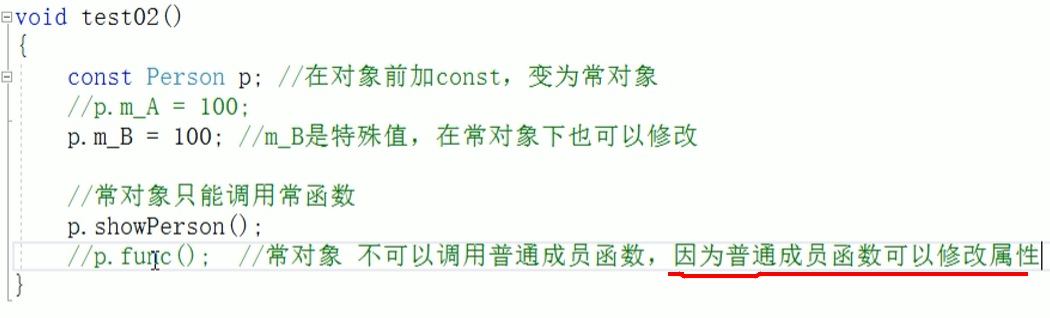 void test02()
{
const Person p; //在对象前加const，变为常对象
//p.m_A = 100;
p.m_B = 100; //m_B是特殊值，在常对象下也可以修改
//常对象只能调用常函数
p.showPerson();
//p.func(); //常对象 不可以调用普通成员函数，因为普通成员函数可以修改属性
}